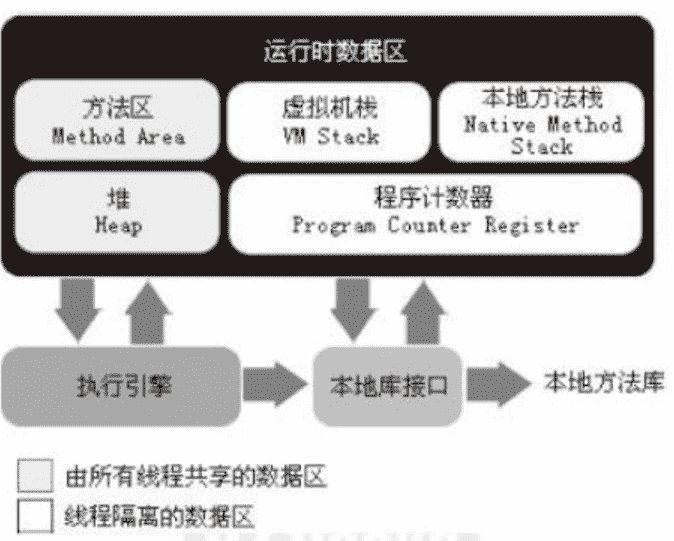 运行时数据区
方法区
Method Area
虚拟机栈
VM Stack
本地方法栈
Native Method
Stack
堆
Heap
程序计数器
Program Counter Register
执行引擎
本地库接口
本地方法库
由所有线程共享的数据区
线程隔离的数据区